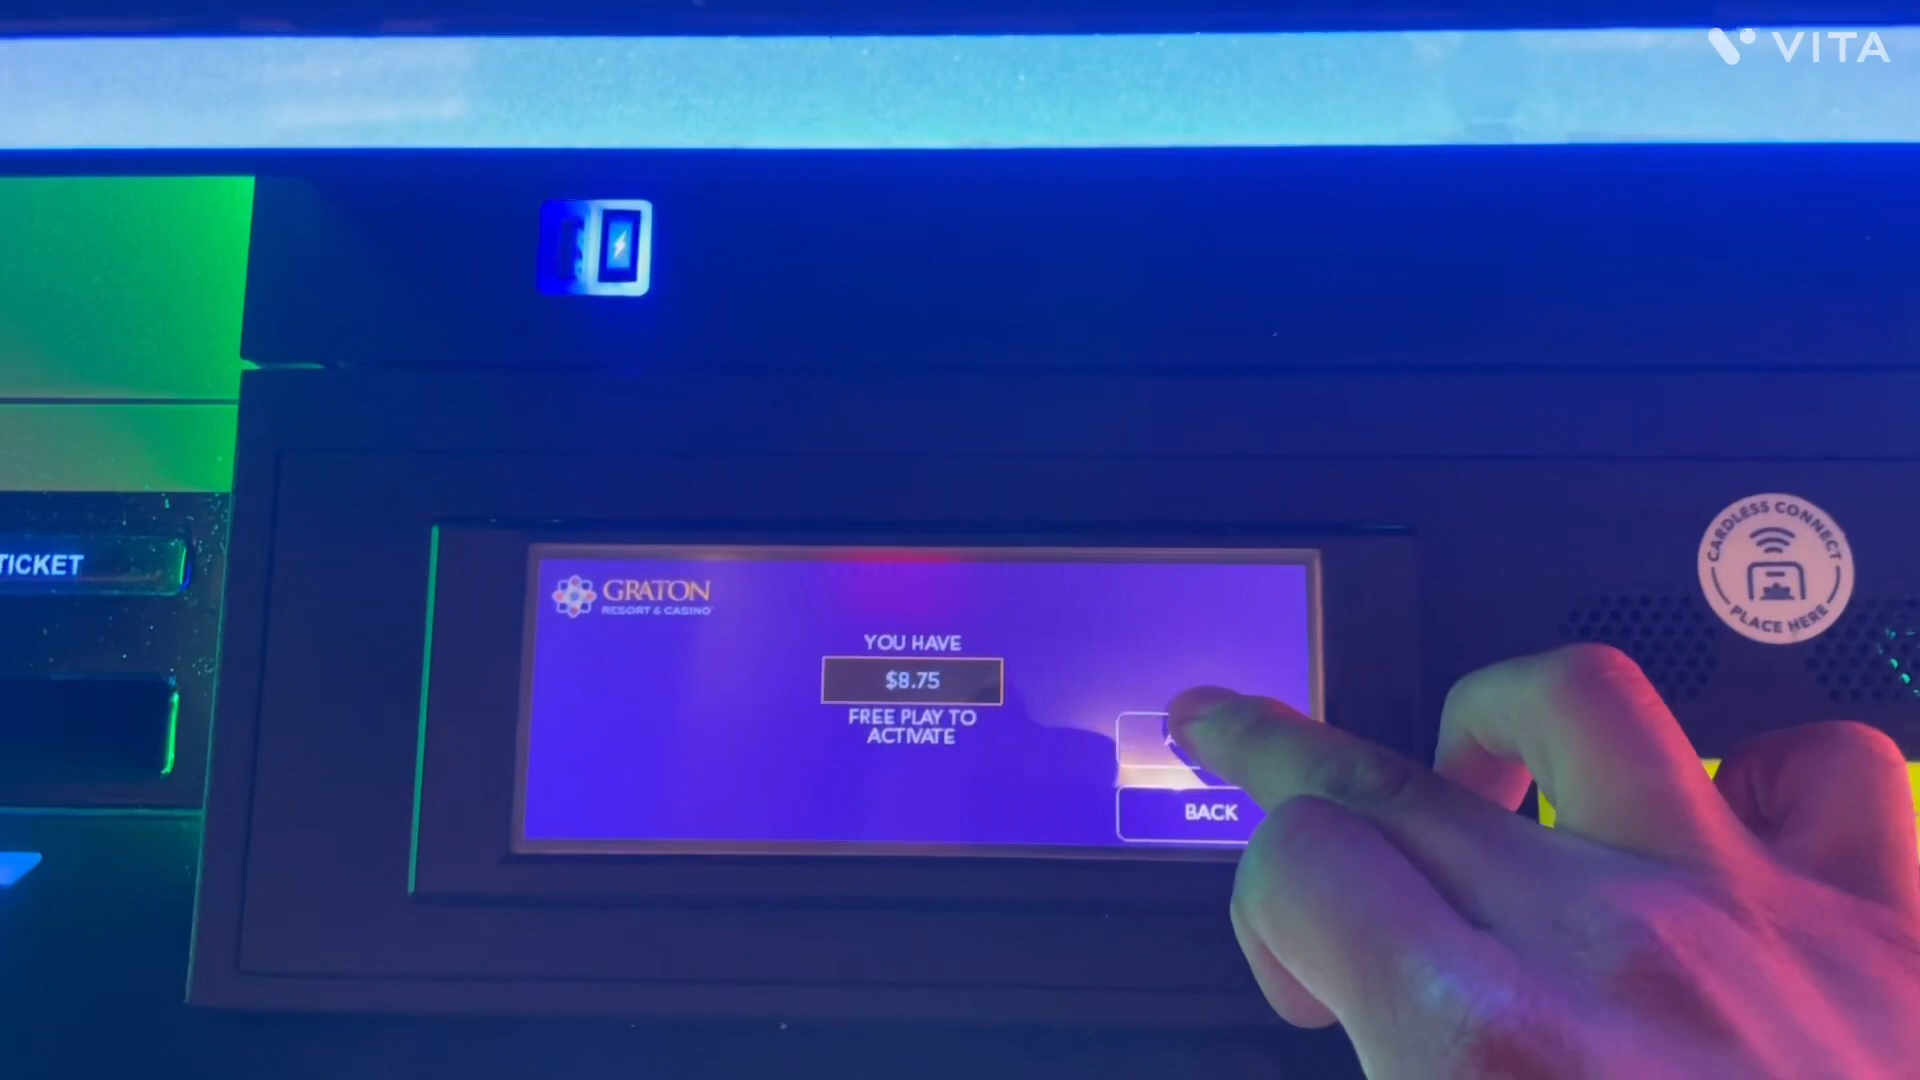 VITA
TICKET
CARDLESS CONNECT
PLACE HERE
GRATON
RESORT & CASINO
YOU HAVE
$8.75
FREE PLAY TO
ACTIVATE
BACK